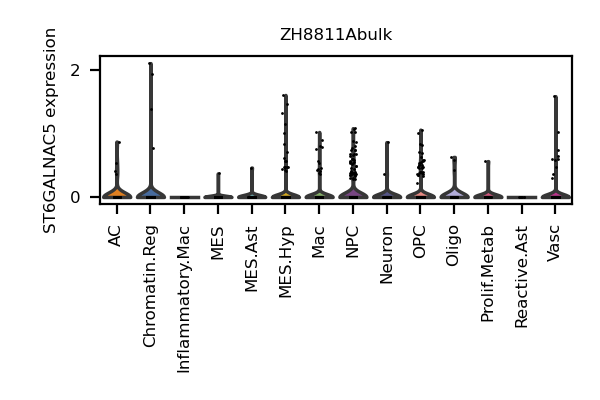 ZH8811Abulk
ST6GALNAC5 expression
2
0
AC
Chromatin.Reg
Inflammatory.Mac
MES
MES.Ast
MES.Hyp
Mac
NPC
Neuron
OPC
Oligo
Prolif.Metab
Reactive.Ast
Vasc